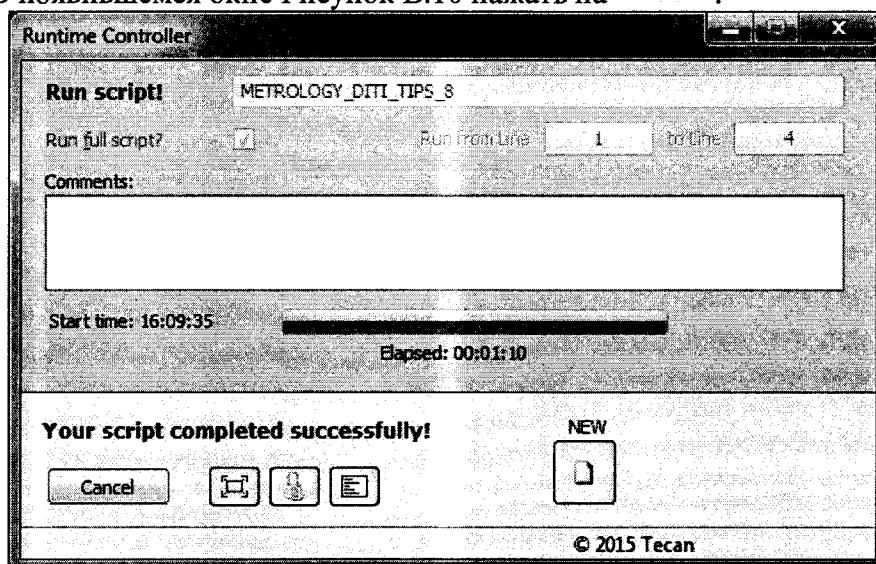 Runtime Controller
Run script! METROLOGY_DITI_TIPS_8
Run full script? Run from Line 1 to Line 4
Comments:
Start time: 16:09:35
Elapsed: 00:01:10
Your script completed successfully!
NEW
Cancel
© 2015 Tecan